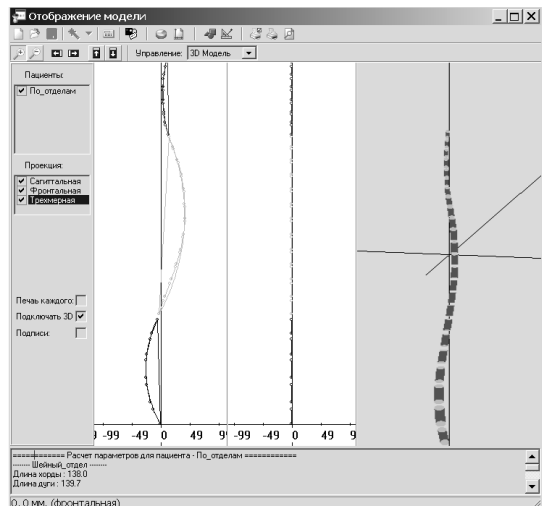 Отображение модели
Управление: 3D Модель
Пациенты:
По_отделам
Проекция:
Сагиттальная
Фронтальная
Трехмерная
Печаь каждого:
Подключать 3D
Подписи:
-99 -49 0 49 -99 -49 0 49 9
============ Расчет параметров для пациента - По_отделам ============
------- Шейный_отдел -------
Длина хорды : 138.0
Длина дуги : 139.7
0, 0 мм. (фронтальная)